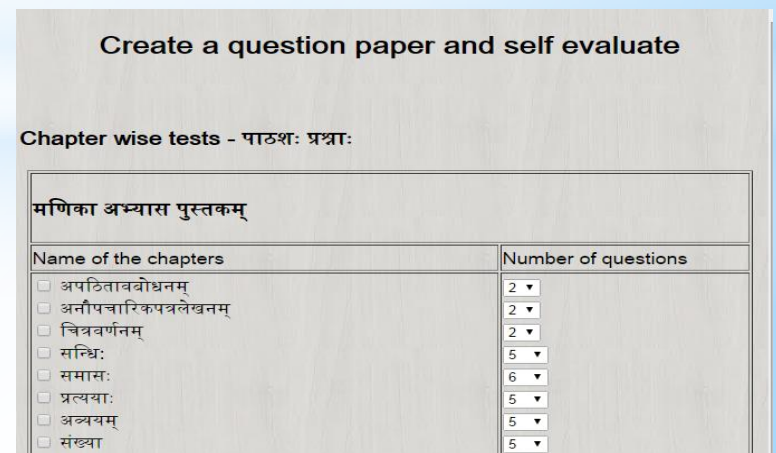 Create a question paper and self evaluate
Chapter wise tests - पाठशः प्रश्नाः
मणिका अभ्यास पुस्तकम्
Name of the chapters Number of questions
अपठितावबोधनम् 2
अनौपचारिकपत्रलेखनम् 2
चित्रवर्णनम् 2
सन्धि: 5
समासः 6
प्रत्ययाः 5
अव्ययम् 5
संख्या 5